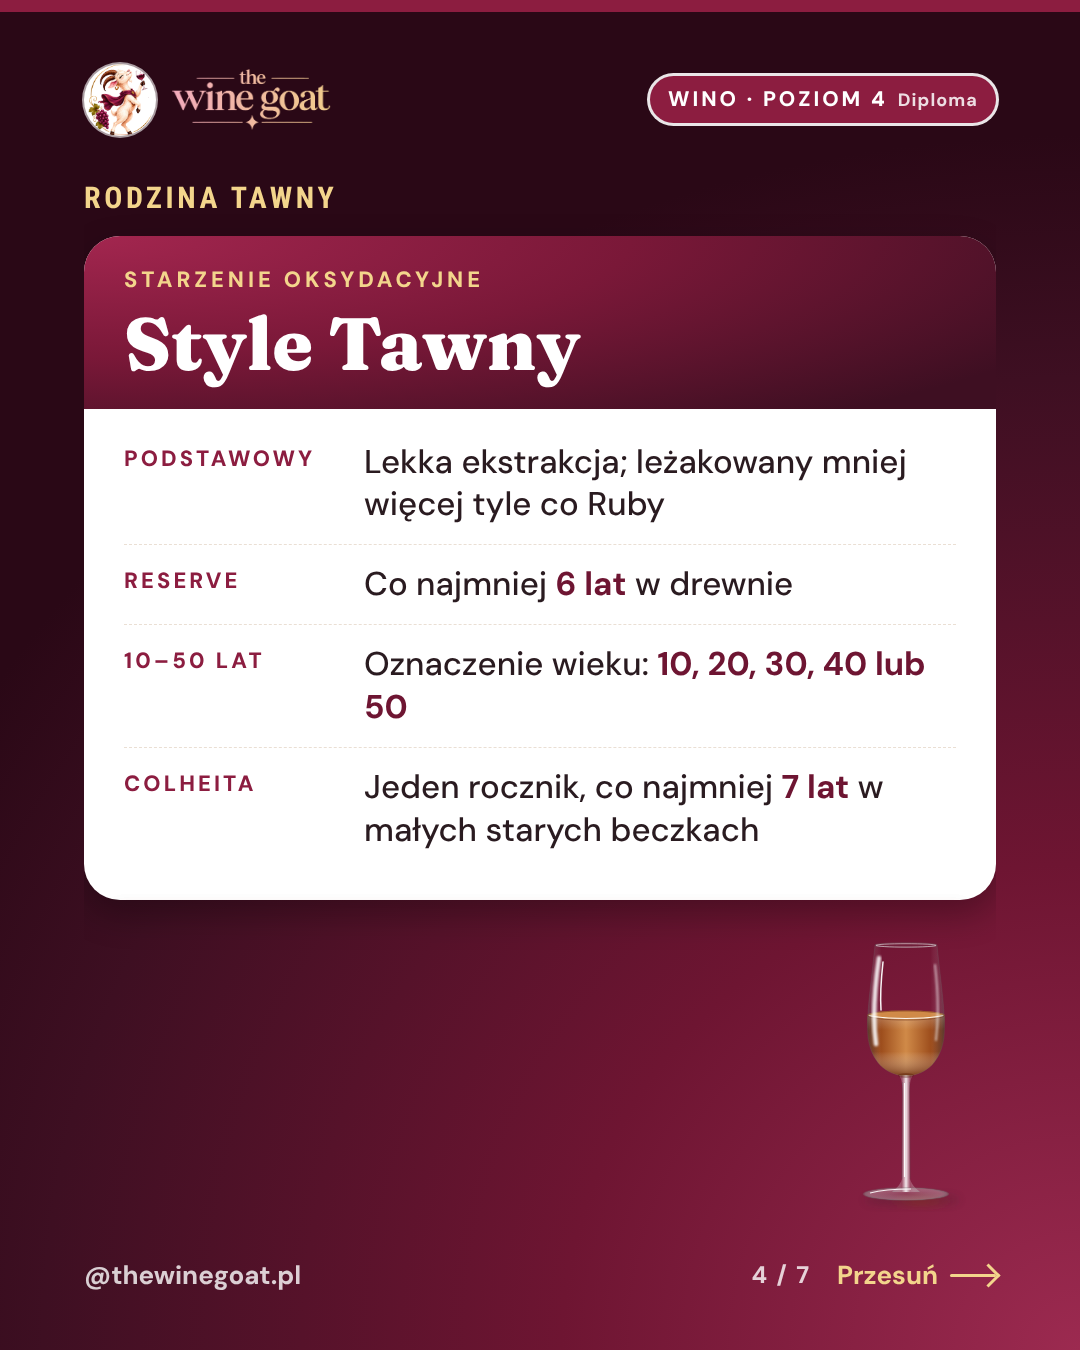 the
wine goat
WINO · POZIOM 4 Diploma
RODZINA TAWNY
STARZENIE OKSYDACYJNE
Style Tawny
PODSTAWOWY
Lekka ekstrakcja; leżakowany mniej
więcej tyle co Ruby
RESERVE
Co najmniej 6 lat w drewnie
10–50 LAT
Oznaczenie wieku: 10, 20, 30, 40 lub
50
COLHEITA
Jeden rocznik, co najmniej 7 lat w
małych starych beczkach
@thewinegoat.pl
4 / 7 Przesuń